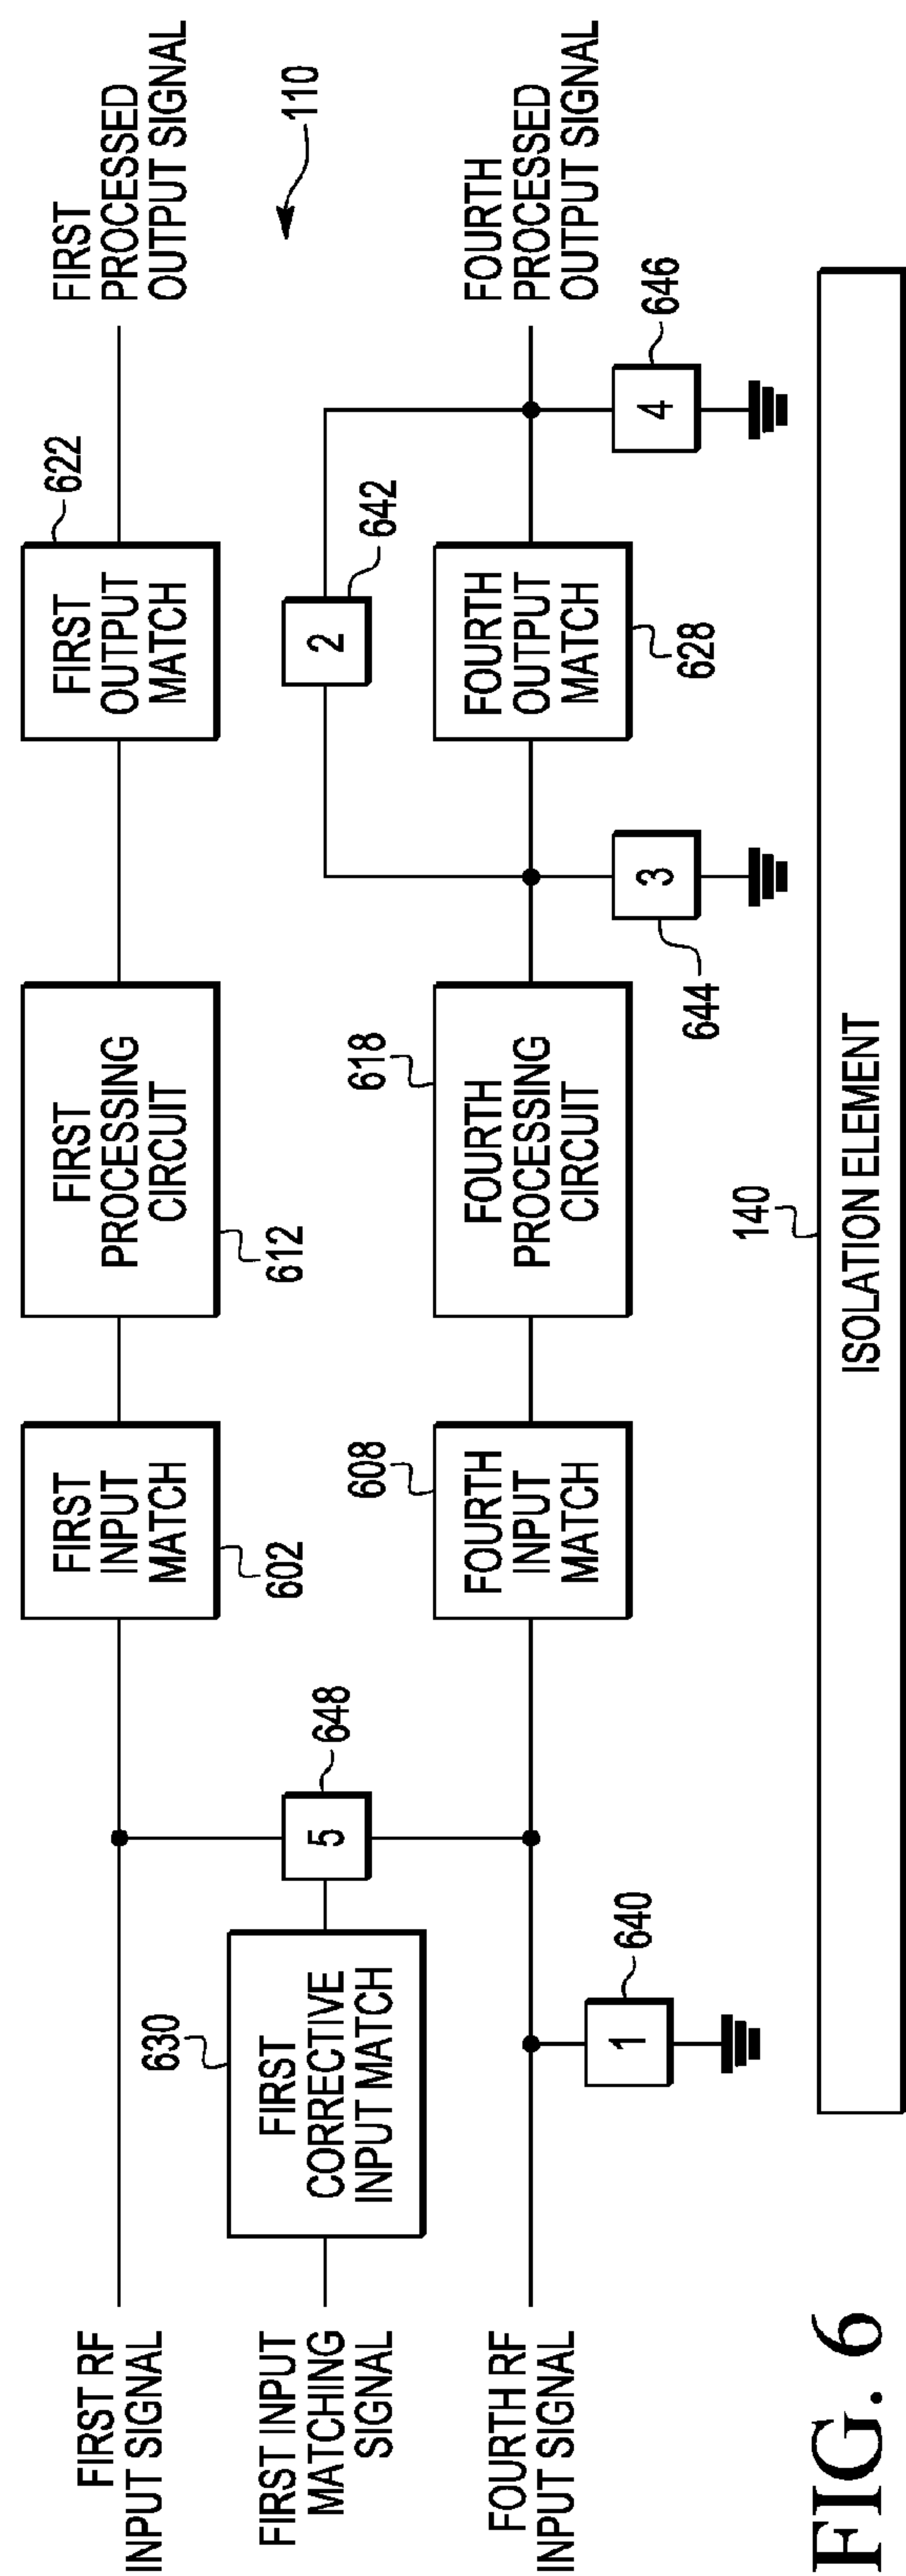 FIRST RF
INPUT SIGNAL
FIRST INPUT
MATCHING
SIGNAL
FOURTH RF
INPUT SIGNAL
630
FIRST
CORRECTIVE
INPUT MATCH
5
648
1
640
FIRST
INPUT
MATCH
602
608
FOURTH
INPUT
MATCH
FIRST
PROCESSING
CIRCUIT
612
618
FOURTH
PROCESSING
CIRCUIT
3
644
FIRST
OUTPUT
MATCH
622
2
642
FOURTH
OUTPUT
MATCH
628
4
646
FIRST
PROCESSED
OUTPUT SIGNAL
110
FOURTH
PROCESSED
OUTPUT SIGNAL
140
ISOLATION ELEMENT
FIG. 6